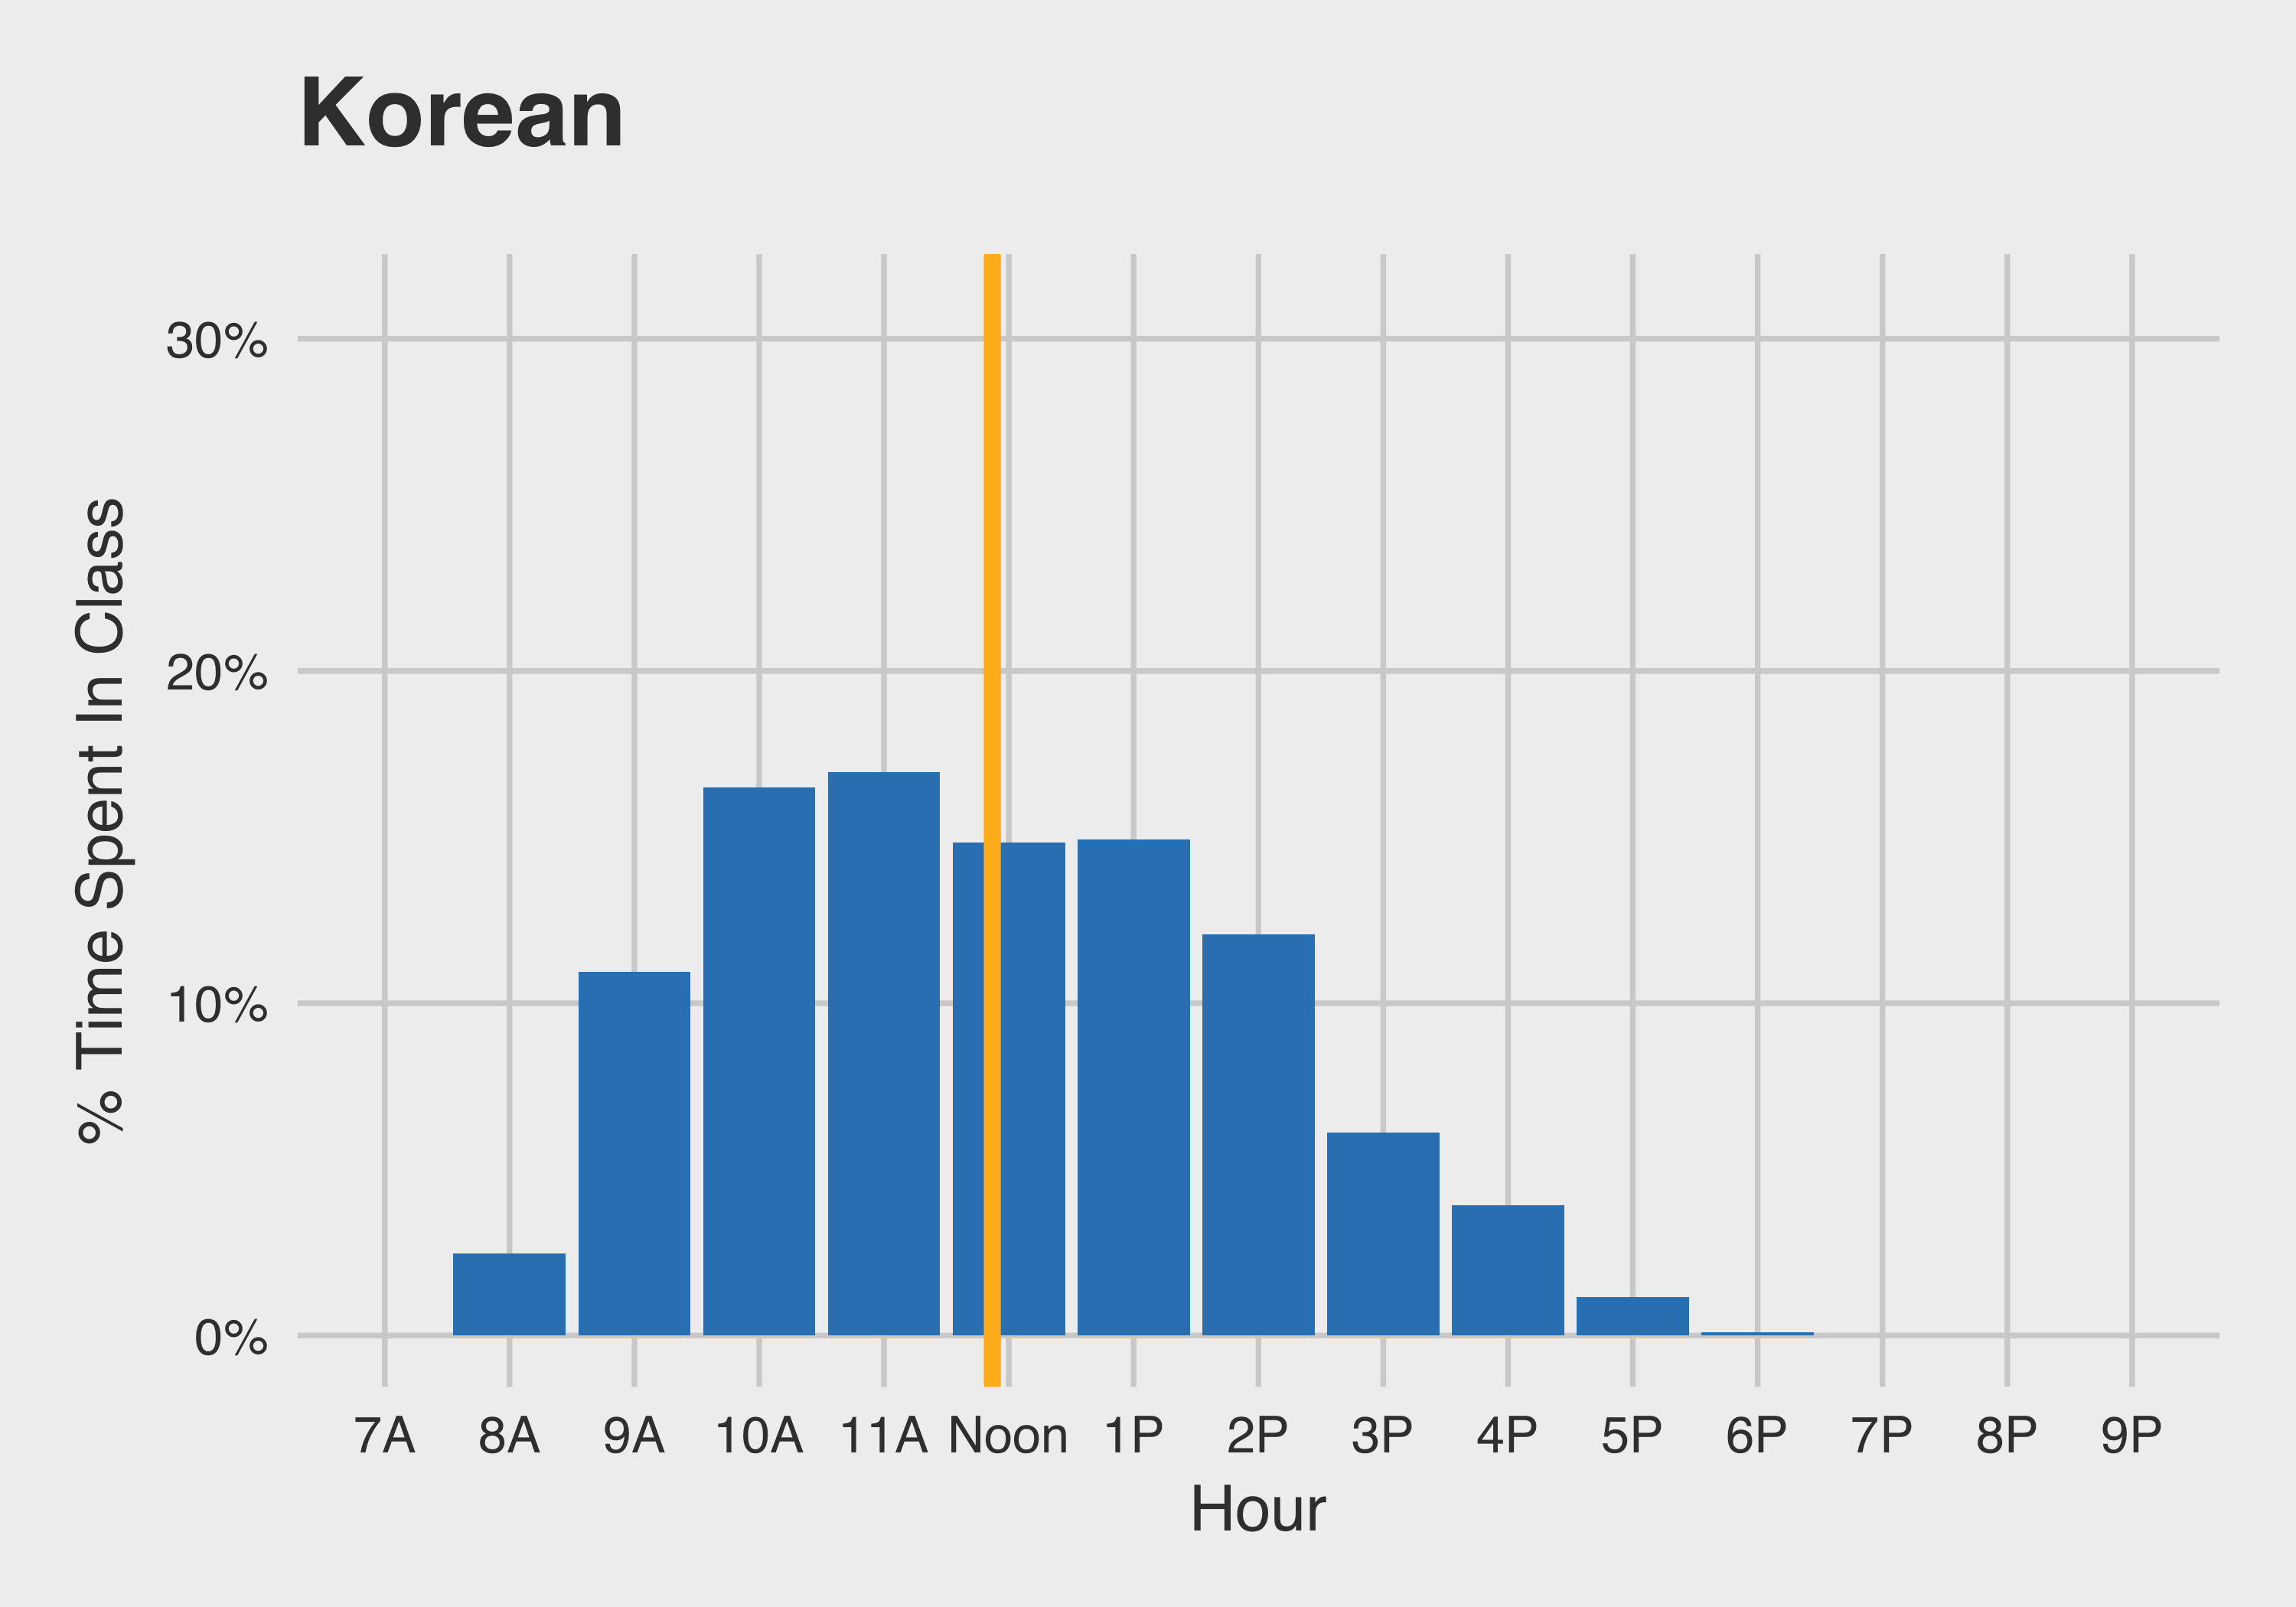 Korean
% Time Spent In Class
30%
20%
10%
0%
7A 8A 9A 10A 11A Noon 1P 2P 3P 4P 5P 6P 7P 8P 9P
Hour